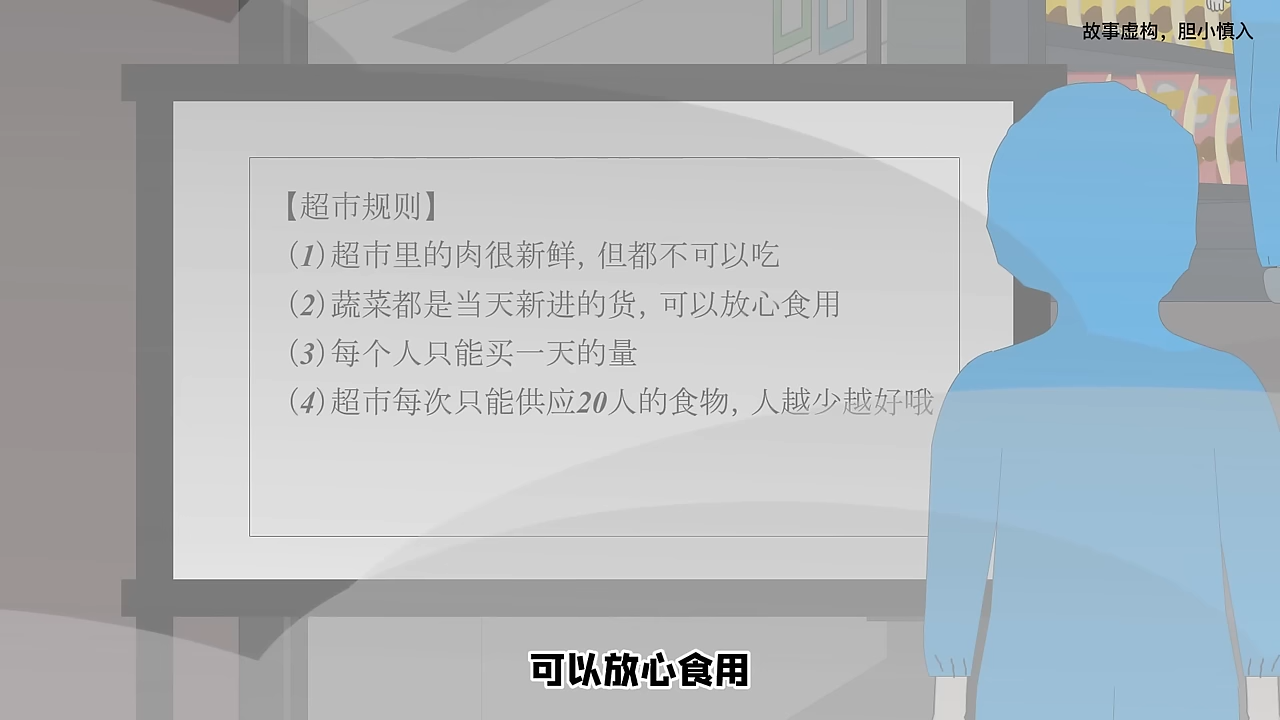 故事虚构，胆小慎入
【超市规则】
（1）超市里的肉很新鲜，但都不可以吃
（2）蔬菜都是当天新进的货，可以放心食用
（3）每个人只能买一天的量
（4）超市每次只能供应20人的食物，人越少越好哦
可以放心食用